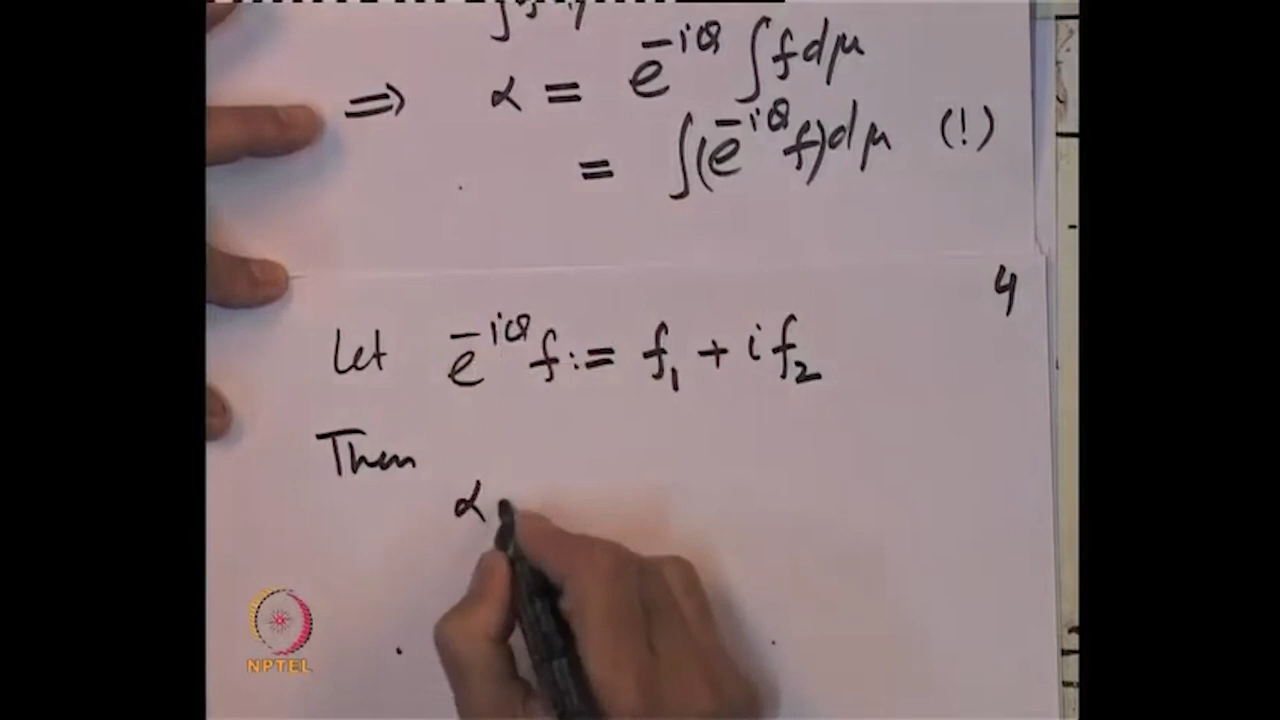 ⇒ α = e^{-iθ} ∫ f dμ
= ∫(e^{-iθ} f) dμ (!)
4
Let e^{-iθ} f := f₁ + i f₂
Then
α
NPTEL